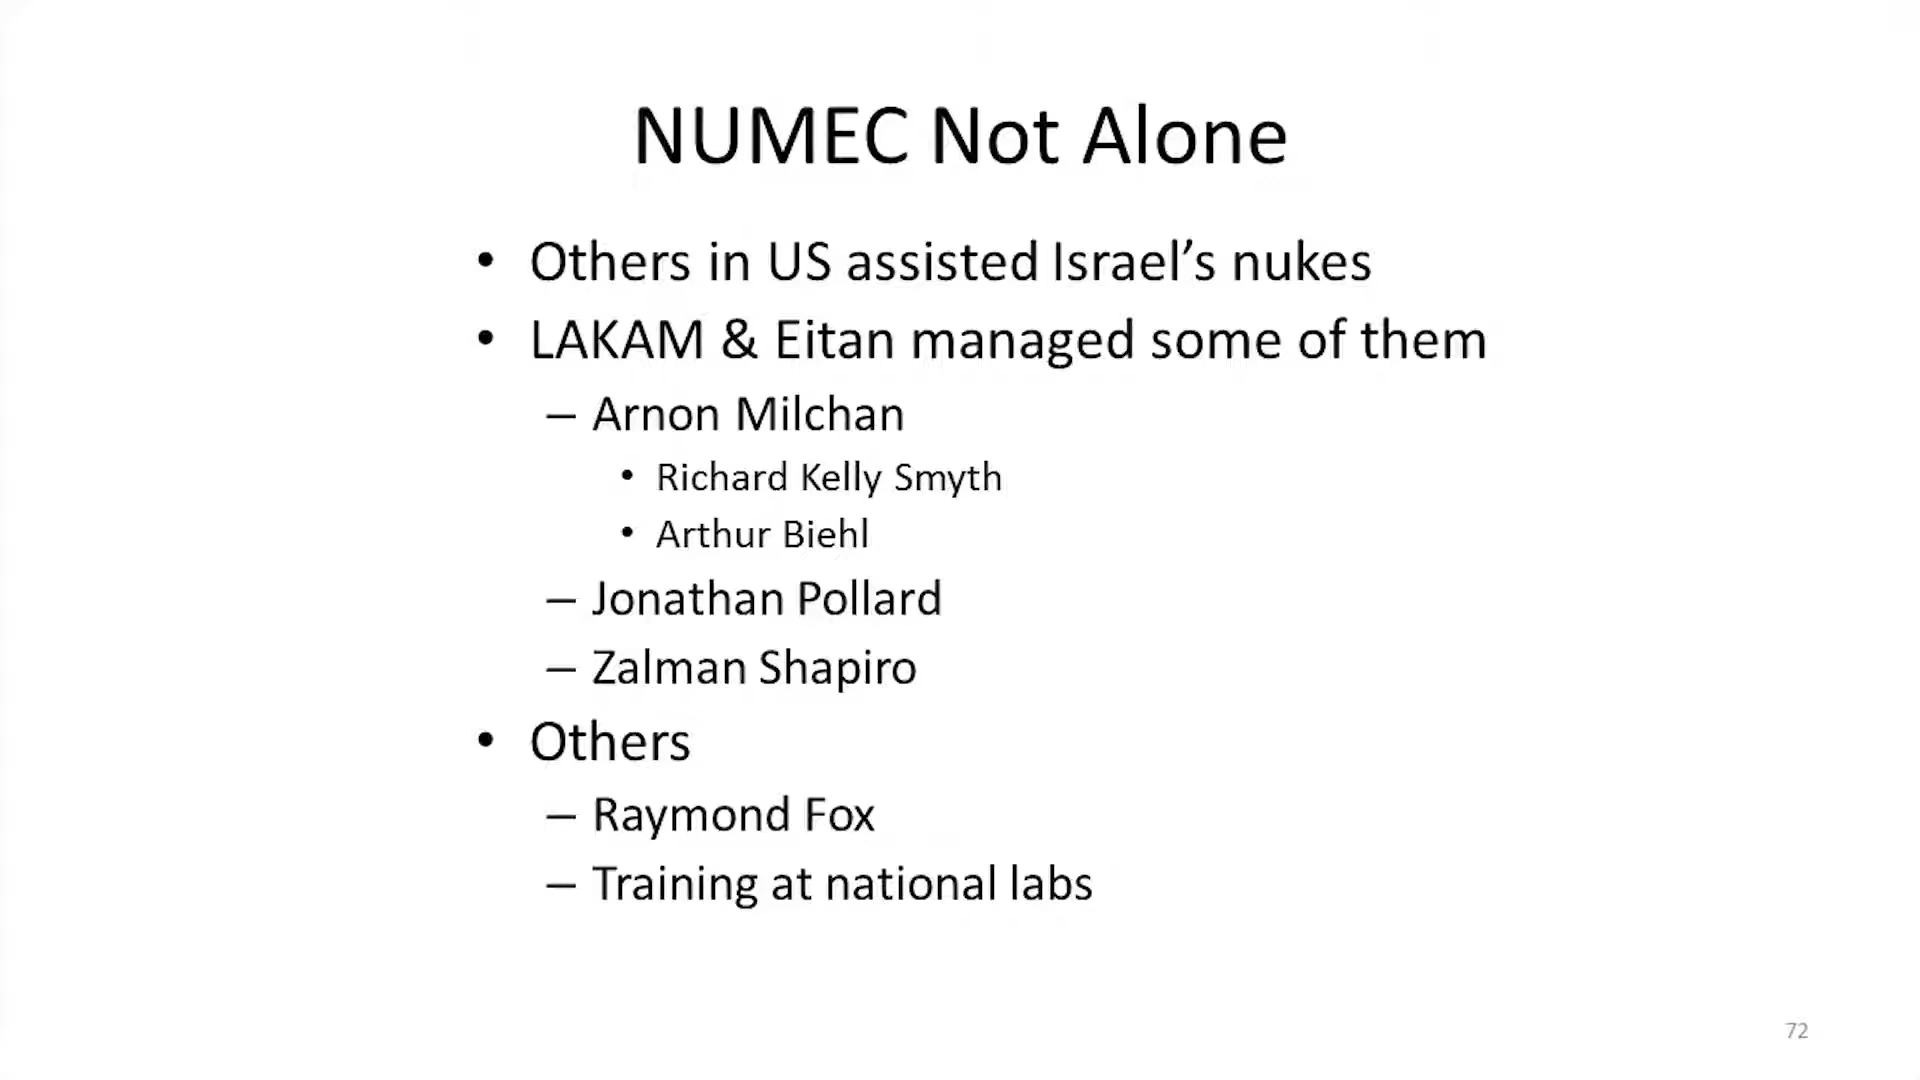 NUMEC Not Alone
• Others in US assisted Israel’s nukes
• LAKAM & Eitan managed some of them
– Arnon Milchan
• Richard Kelly Smyth
• Arthur Biehl
– Jonathan Pollard
– Zalman Shapiro
• Others
– Raymond Fox
– Training at national labs
72